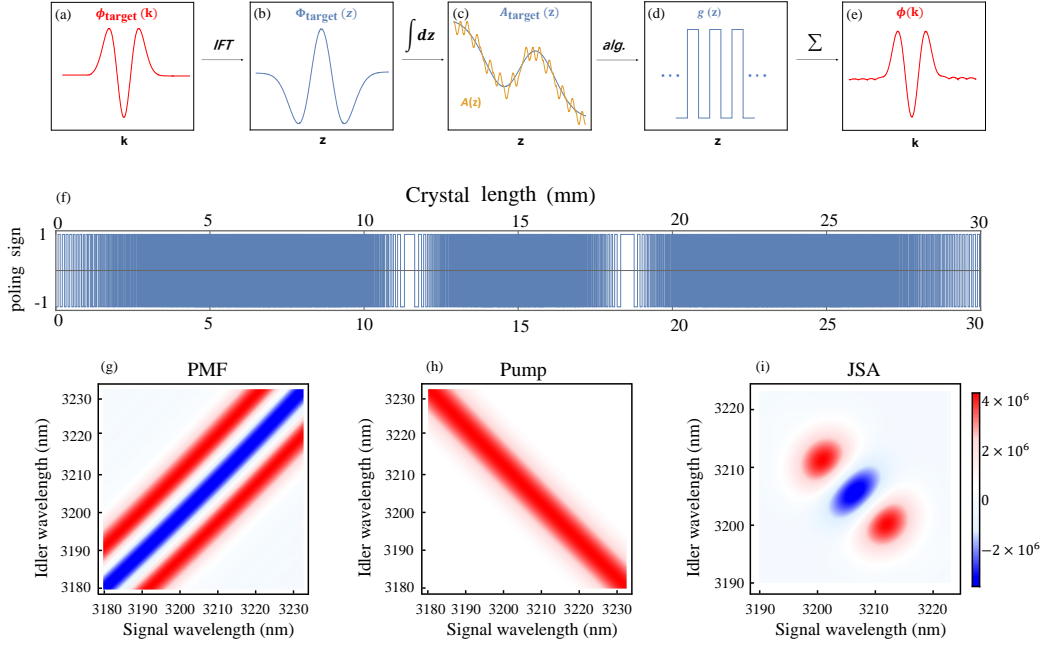 (a) ϕtarget(k)
IFT
(b) Φtarget(z)
∫dz
(c) Atarget(z)
alg.
(d) g(z)
∑
(e) ϕ(k)
A(z)
k
z
z
z
k
(f)
Crystal length (mm)
0 5 10 15 20 25 30
poling sign
1
-1
0 5 10 15 20 25 30
(g) PMF
Idler wavelength (nm)
3230
3220
3210
3200
3190
3180
3180 3190 3200 3210 3220 3230
Signal wavelength (nm)
(h) Pump
Idler wavelength (nm)
3230
3220
3210
3200
3190
3180
3180 3190 3200 3210 3220 3230
Signal wavelength (nm)
(i) JSA
Idler wavelength (nm)
3220
3210
3200
3190
3190 3200 3210 3220
Signal wavelength (nm)
4 × 10⁶
2 × 10⁶
0
−2 × 10⁶